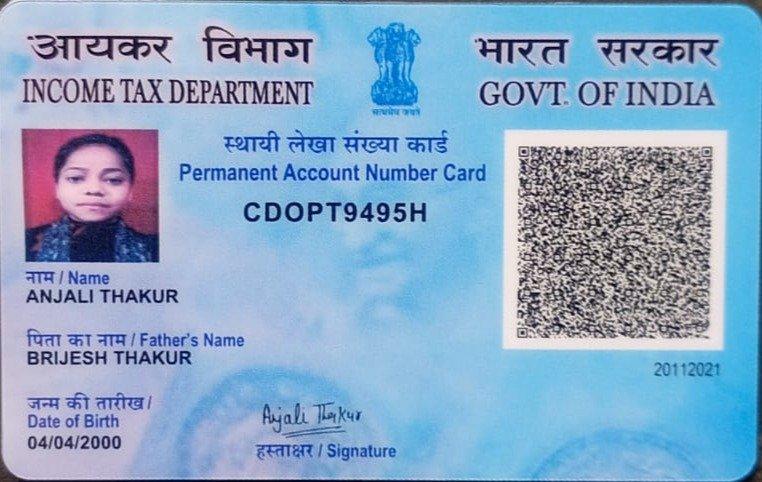 आयकर विभाग
INCOME TAX DEPARTMENT
सत्यमेव जयते
भारत सरकार
GOVT. OF INDIA
स्थायी लेखा संख्या कार्ड
Permanent Account Number Card
CDOPT9495H
नाम / Name
ANJALI THAKUR
पिता का नाम / Father's Name
BRIJESH THAKUR
20112021
जन्म की तारीख /
Date of Birth
04/04/2000
Anjali Thakur
हस्ताक्षर / Signature